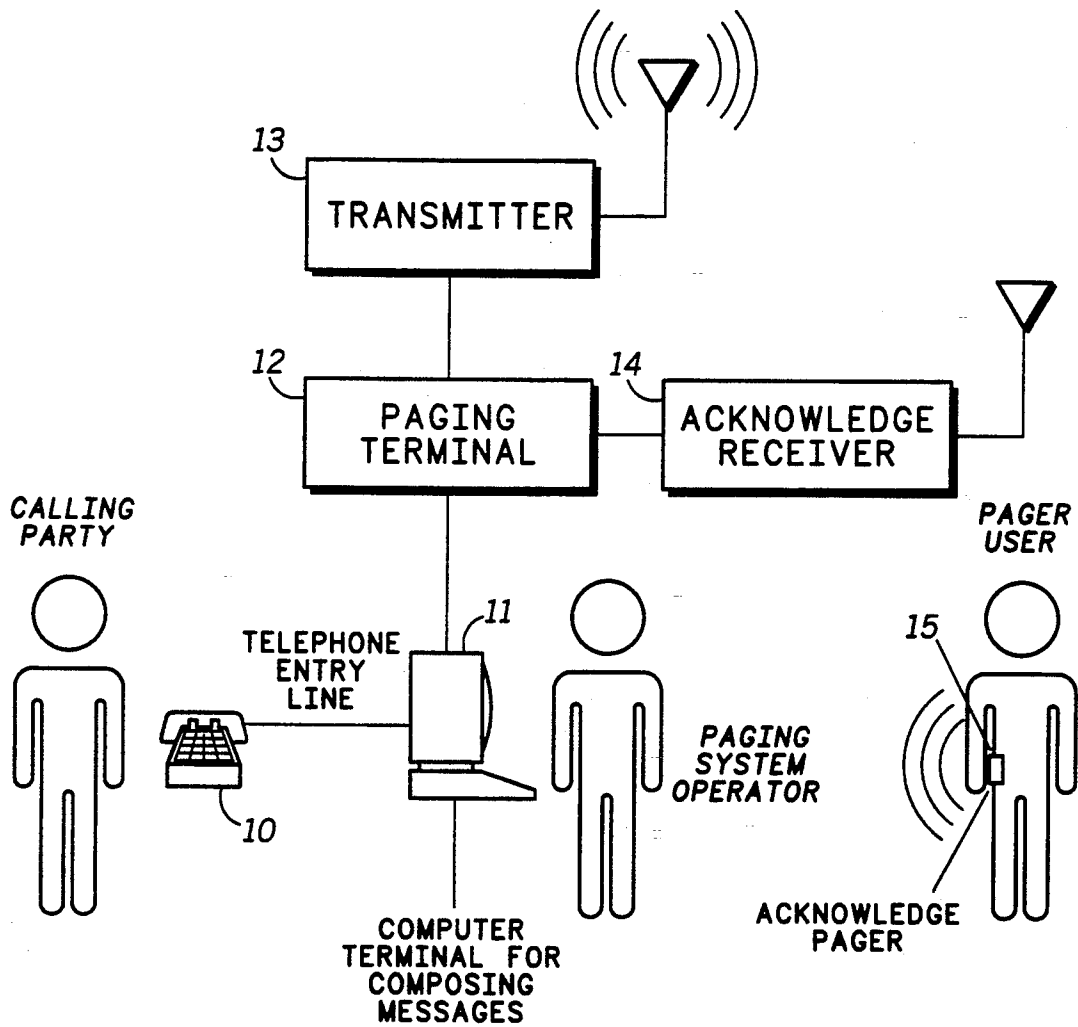 13
TRANSMITTER
12
PAGING
TERMINAL
14
ACKNOWLEDGE
RECEIVER
CALLING
PARTY
PAGER
USER
11
TELEPHONE
ENTRY
LINE
15
PAGING
SYSTEM
OPERATOR
10
ACKNOWLEDGE
PAGER
COMPUTER
TERMINAL FOR
COMPOSING
MESSAGES